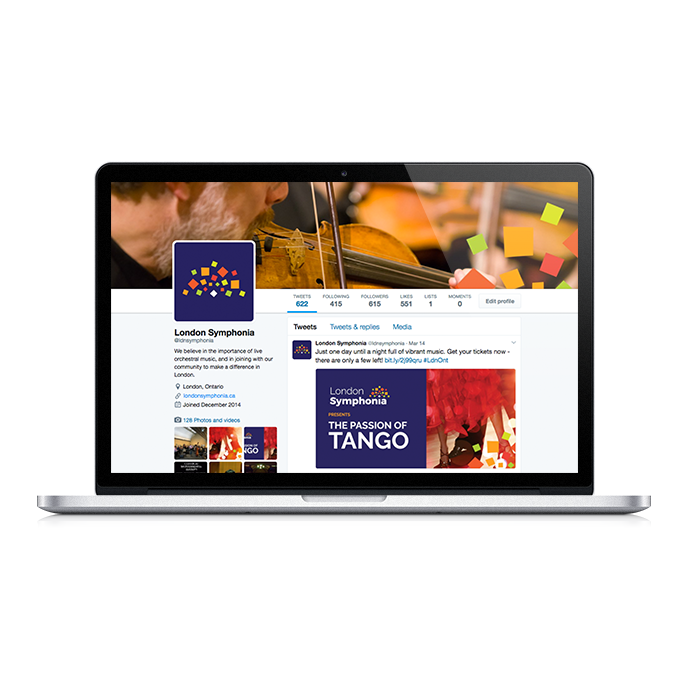 TWEETS FOLLOWING FOLLOWERS LIKES LISTS MOMENTS
622 415 615 551 1 0 Edit profile
London Symphonia
@ldnsymphonia
We believe in the importance of live
orchestral music, and in joining with our
community to make a difference in
London.
London, Ontario
londonsymphonia.ca
Joined December 2014
128 Photos and videos
TANGO
Tweets Tweets & replies Media
London Symphonia @ldnsymphonia · Mar 14
Just one day until a night full of vibrant music. Get your tickets now -
there are only a few left! bit.ly/2j99qru #LdnOnt
London
Symphonia
PRESENTS
THE PASSION OF
TANGO